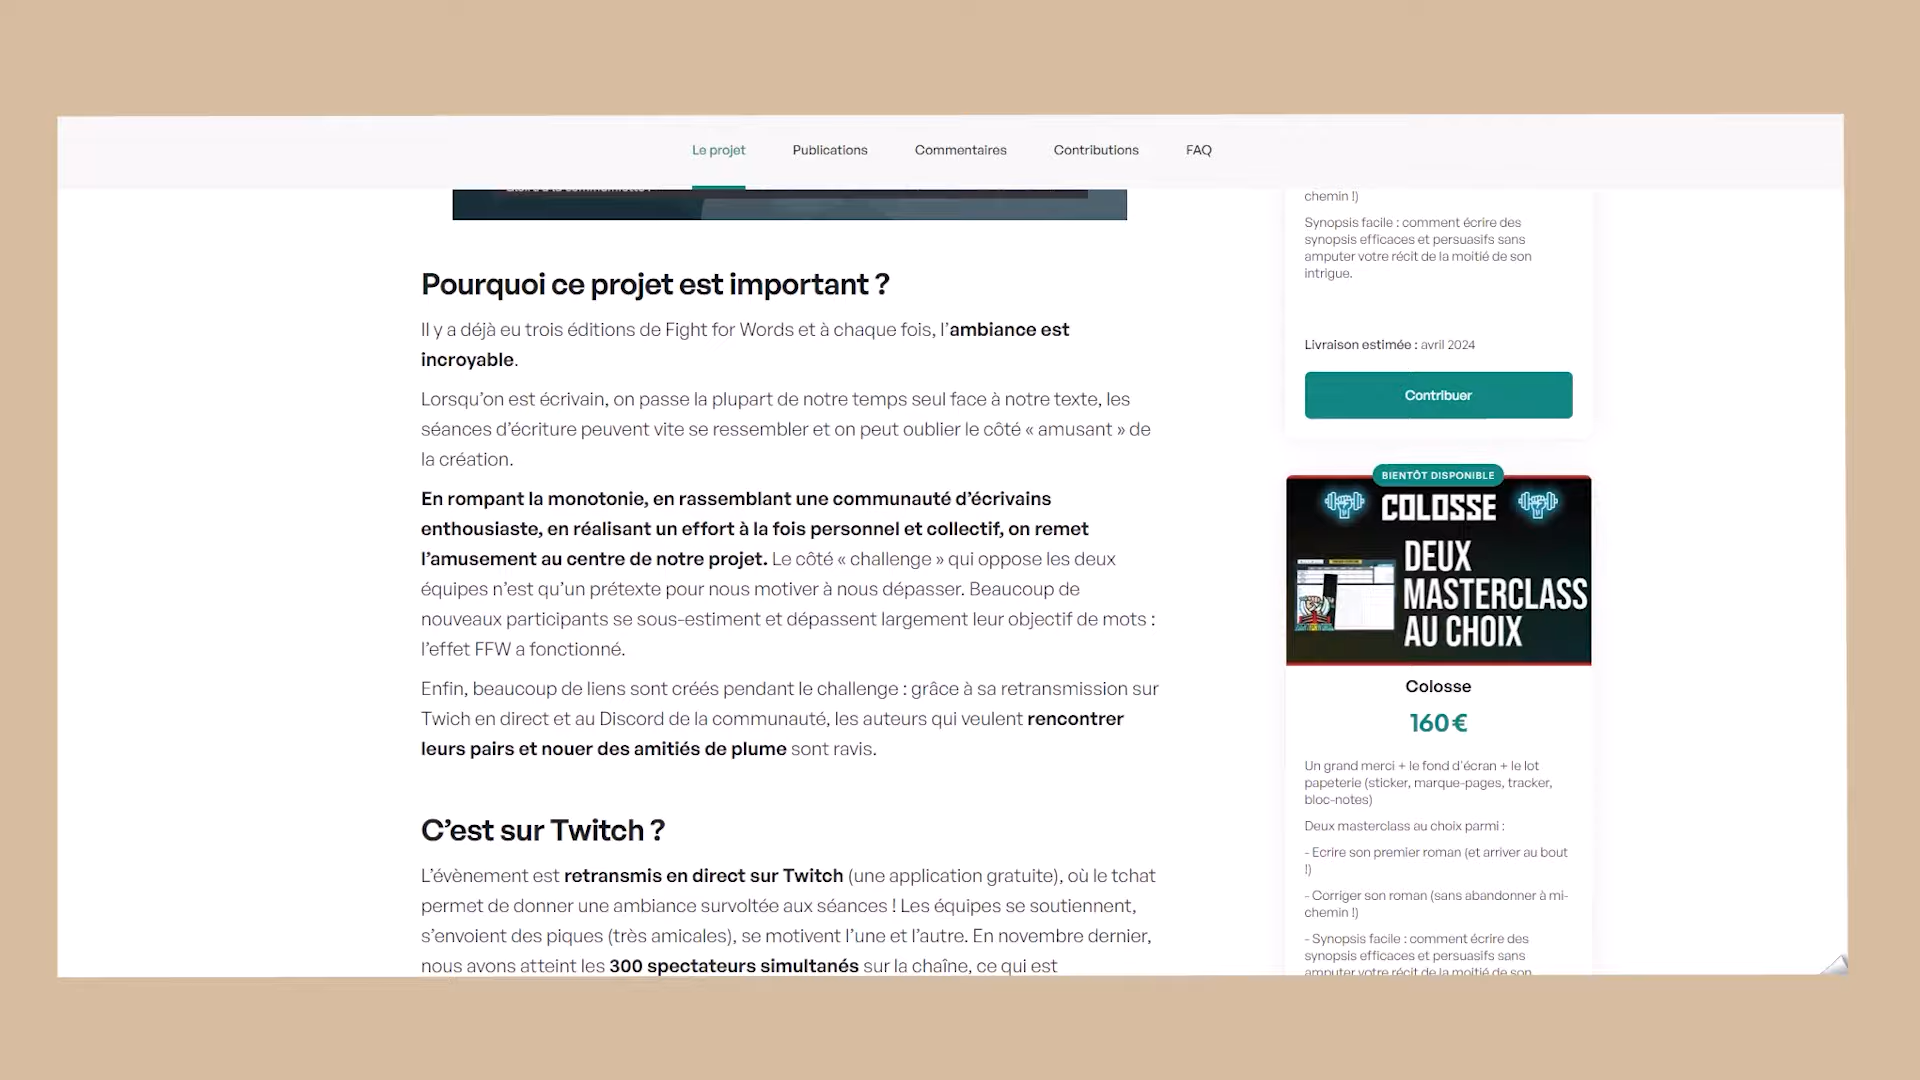 Le projet
Publications
Commentaires
Contributions
FAQ
Pourquoi ce projet est important ?
Il y a déjà eu trois éditions de Fight for Words et à chaque fois, l’ambiance est
incroyable.
Lorsqu’on est écrivain, on passe la plupart de notre temps seul face à notre texte, les
séances d’écriture peuvent vite se ressembler et on peut oublier le côté « amusant » de
la création.
En rompant la monotonie, en rassemblant une communauté d’écrivains
enthousiaste, en réalisant un effort à la fois personnel et collectif, on remet
l’amusement au centre de notre projet. Le côté « challenge » qui oppose les deux
équipes n’est qu’un prétexte pour nous motiver à nous dépasser. Beaucoup de
nouveaux participants se sous-estiment et dépassent largement leur objectif de mots :
l’effet FFW a fonctionné.
Enfin, beaucoup de liens sont créés pendant le challenge : grâce à sa retransmission sur
Twich en direct et au Discord de la communauté, les auteurs qui veulent rencontrer
leurs pairs et nouer des amitiés de plume sont ravis.
C’est sur Twitch ?
L’évènement est retransmis en direct sur Twitch (une application gratuite), où le tchat
permet de donner une ambiance survoltée aux séances ! Les équipes se soutiennent,
s’envoient des piques (très amicales), se motivent l’une et l’autre. En novembre dernier,
nous avons atteint les 300 spectateurs simultanés sur la chaîne, ce qui est
chemin !)
Synopsis facile : comment écrire des
synopsis efficaces et persuasifs sans
amputer votre récit de la moitié de son
intrigue.
Livraison estimée : avril 2024
Contribuer
BIENTÔT DISPONIBLE
COLOSSE
DEUX
MASTERCLASS
AU CHOIX
Colosse
160 €
Un grand merci + le fond d'écran + le lot
papeterie (sticker, marque-pages, tracker,
bloc-notes)
Deux masterclass au choix parmi :
- Ecrire son premier roman (et arriver au bout
!)
- Corriger son roman (sans abandonner à mi-
chemin !)
- Synopsis facile : comment écrire des
synopsis efficaces et persuasifs sans
amputer votre récit de la moitié de son